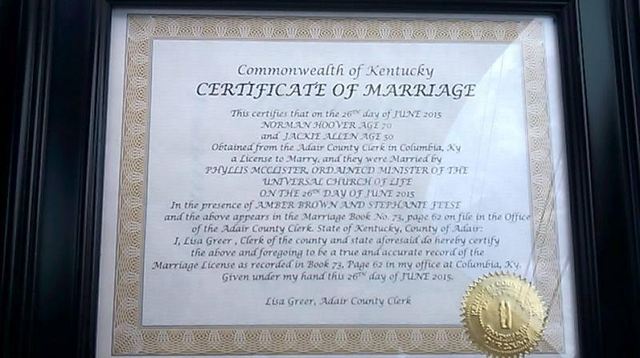 Commonwealth of Kentucky
CERTIFICATE OF MARRIAGE
This certifies that on the 26TH day of JUNE 2015
NORMAN HOOVER AGE 70
and JACKIE ALLEN AGE 50
Obtained from the Adair County Clerk in Columbia, Ky
a License to Marry, and they were Married by
PHYLLIS MCCLISTER, ORDAINECD MINISTER OF THE
UNIVERSAL CHURCH OF LIFE
ON THE 26TH DAY OF JUNE 2015
In the presence of AMBER BROWN AND STEPHANIE FEESE
and the above appears in the Marriage Book No. 73, page 62 on file in the Office
of the Adair County Clerk. State of Kentucky, County of Adair:
I, Lisa Greer , Clerk of the county and state aforesaid do hereby certify
the above and foregoing to be a true and accurate record of the
Marriage License as recorded in Book 73, Page 62 in my office at Columbia, Ky.
Given under my hand this 26TH day of JUNE 2015.
Lisa Greer, Adair County Clerk